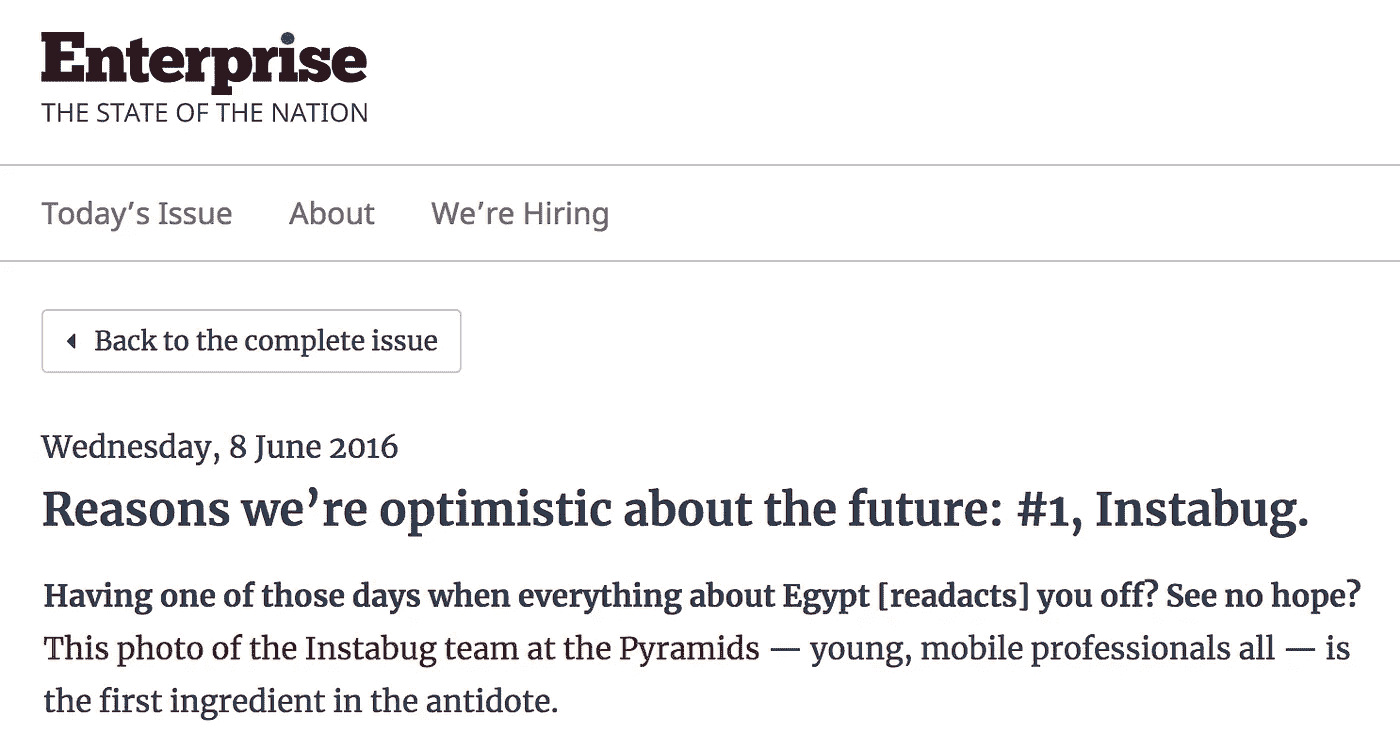 Enterprise
THE STATE OF THE NATION
Today’s Issue About We’re Hiring
Back to the complete issue
Wednesday, 8 June 2016
Reasons we’re optimistic about the future: #1, Instabug.
Having one of those days when everything about Egypt [readacts] you off? See no hope?
This photo of the Instabug team at the Pyramids — young, mobile professionals all — is
the first ingredient in the antidote.